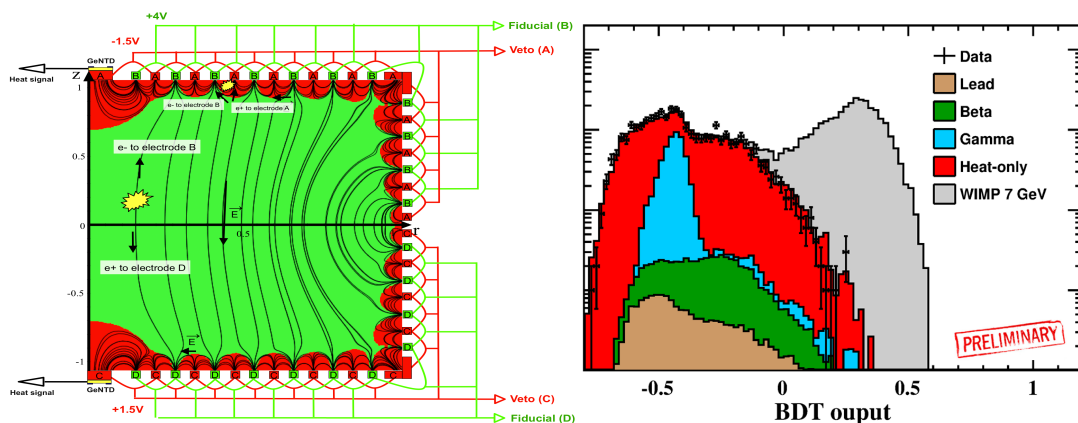 +4V
Fiducial (B)
-1.5V
Veto (A)
GeNTD
Heat signal
Z
A B A B A B A B A B A B A B A
1
e- to electrode B
e+ to electrode A
B
A
B
A
B
A
B
A
0.5
e- to electrode B
E
0
0.5
r
e+ to electrode D
C
D
C
D
C
D
C
D
-0.5
E
-1
C D C D C D C D C D C D C D C
GeNTD
Heat signal
+1.5V
Veto (C)
Fiducial (D)
Data
Lead
Beta
Gamma
Heat-only
WIMP 7 GeV
PRELIMINARY
-0.5 0 0.5 1
BDT ouput